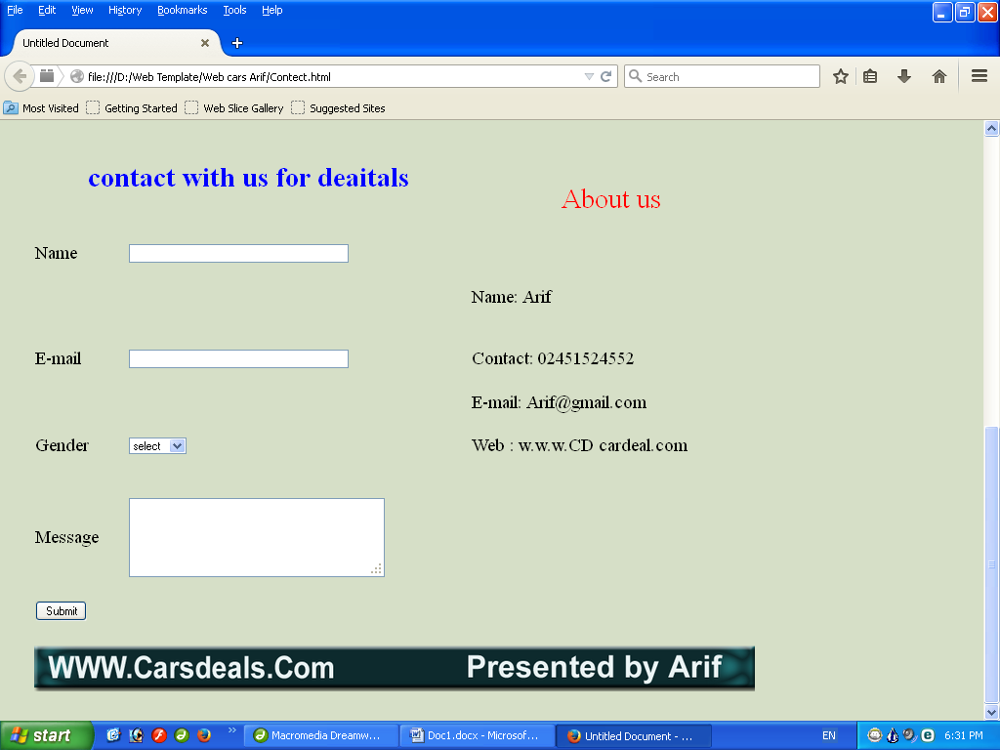 File Edit View History Bookmarks Tools Help
Untitled Document
file:///D:/Web Template/Web cars Arif/Contect.html
Search
Most Visited Getting Started Web Slice Gallery Suggested Sites
contact with us for deaitals
About us
Name
Name: Arif
E-mail
Contact: 02451524552
E-mail: Arif@gmail.com
Gender select
Web : w.w.w.CD cardeal.com
Message
Submit
WWW.Carsdeals.Com Presented by Arif
start Macromedia Dreamw... Doc1.docx - Microsof... Untitled Document - ... EN 6:31 PM